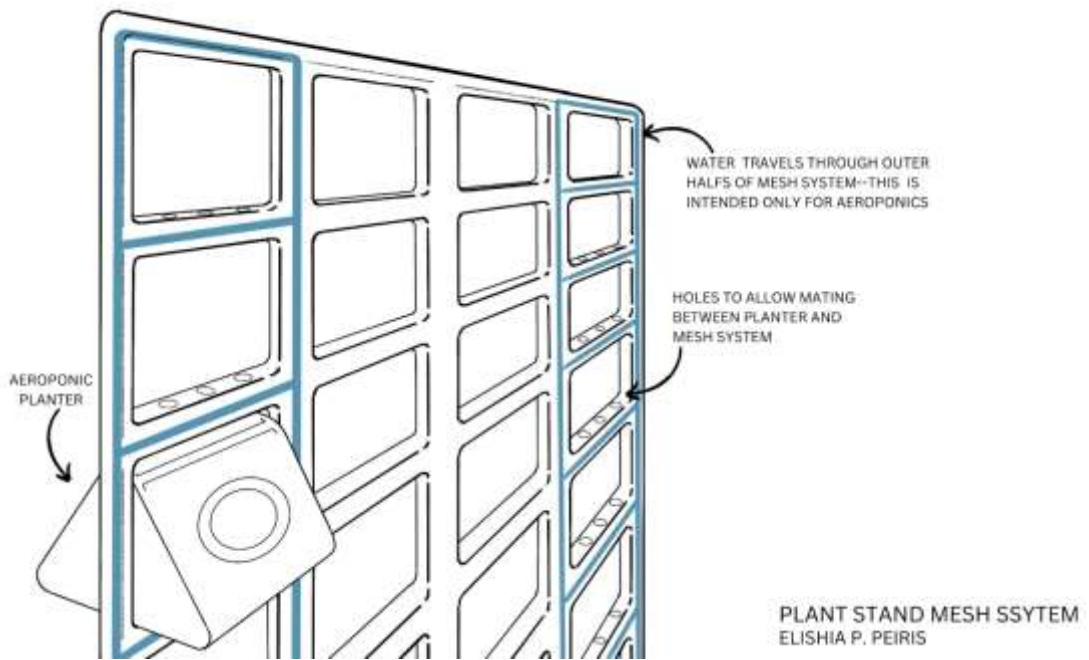 WATER TRAVELS THROUGH OUTER
HALFS OF MESH SYSTEM--THIS IS
INTENDED ONLY FOR AEROPONICS
HOLES TO ALLOW MATING
BETWEEN PLANTER AND
MESH SYSTEM
AEROPONIC
PLANTER
PLANT STAND MESH SSYTEM
ELISHIA P. PEIRIS